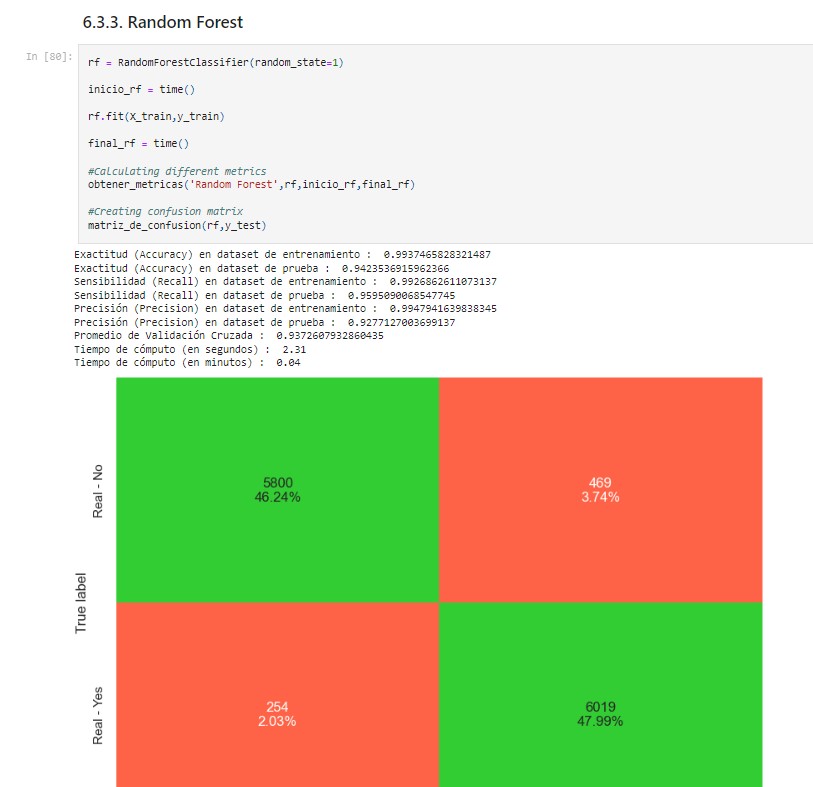 6.3.3. Random Forest
In [80]:
rf = RandomForestClassifier(random_state=1)
inicio_rf = time()
rf.fit(X_train,y_train)
final_rf = time()
#Calculating different metrics
obtener_metricas('Random Forest',rf,inicio_rf,final_rf)
#Creating confusion matrix
matriz_de_confusion(rf,y_test)
Exactitud (Accuracy) en dataset de entrenamiento :  0.9937465828321487
Exactitud (Accuracy) en dataset de prueba :  0.9423536915962366
Sensibilidad (Recall) en dataset de entrenamiento :  0.9926862611073137
Sensibilidad (Recall) en dataset de prueba :  0.9595090068547745
Precisión (Precision) en dataset de entrenamiento :  0.9947941639838345
Precisión (Precision) en dataset de prueba :  0.9277127003699137
Promedio de Validación Cruzada :  0.9372607932860435
Tiempo de cómputo (en segundos) :  2.31
Tiempo de cómputo (en minutos) :  0.04
True label
Real - No
5800
46.24%
469
3.74%
Real - Yes
254
2.03%
6019
47.99%